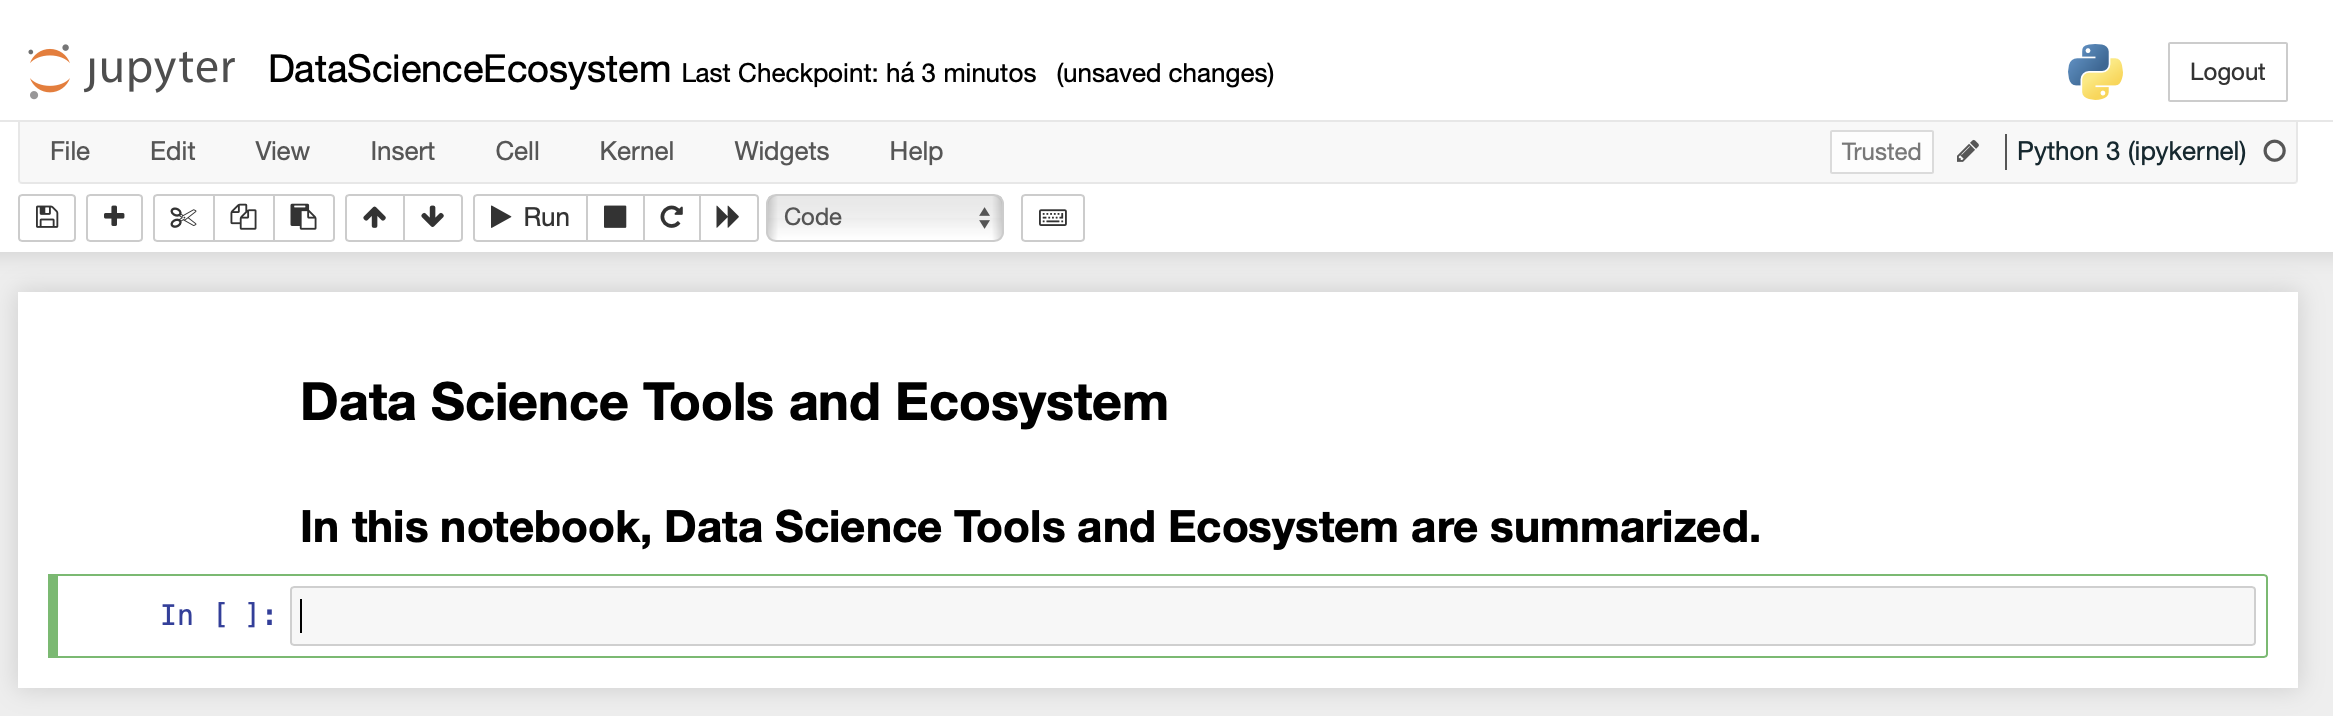 jupyter DataScienceEcosystem Last Checkpoint: há 3 minutos (unsaved changes) Logout
File Edit View Insert Cell Kernel Widgets Help Trusted Python 3 (ipykernel)
Run Code
Data Science Tools and Ecosystem
In this notebook, Data Science Tools and Ecosystem are summarized.
In [ ]: